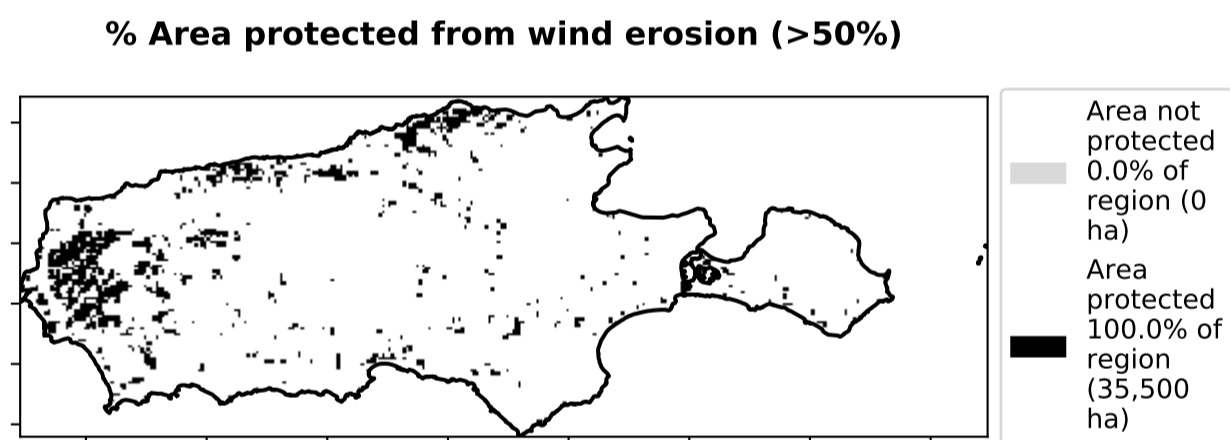 % Area protected from wind erosion (>50%)
Area not
protected
0.0% of
region (0
ha)
Area
protected
100.0% of
region
(35,500
ha)